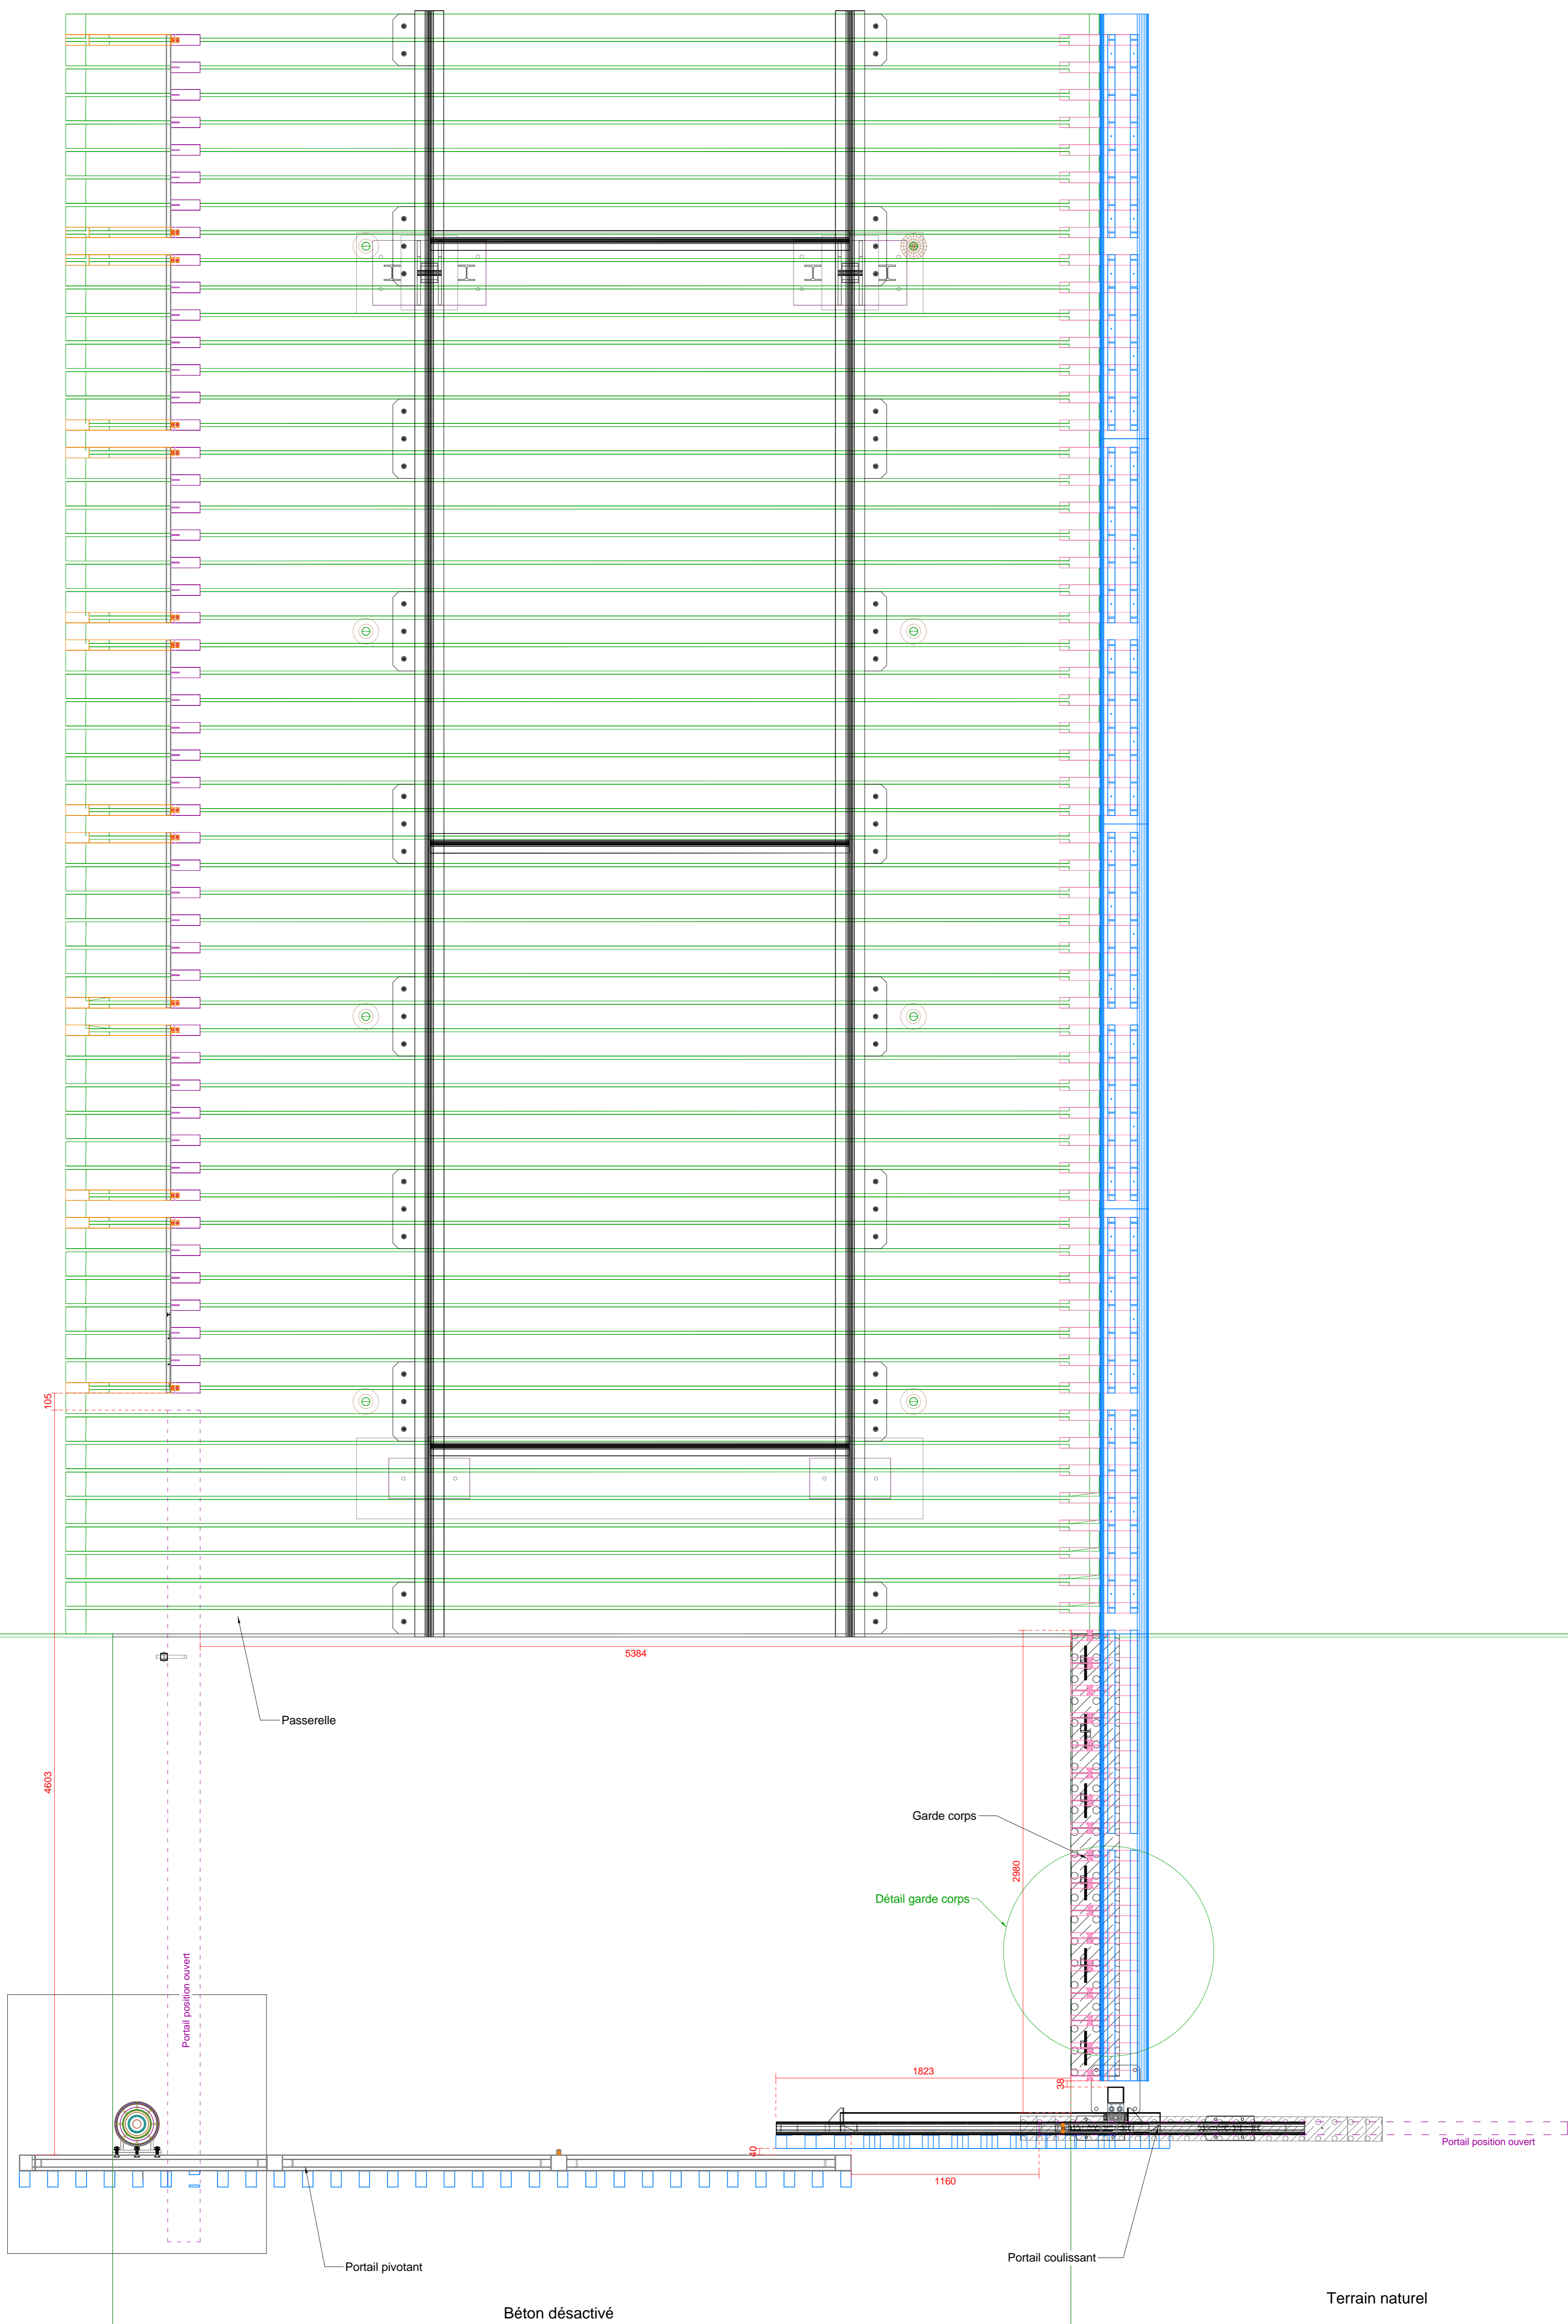 105
5384
Passerelle
4603
Garde corps
2980
Détail garde corps
Portail position ouvert
1823
38
40
Portail position ouvert
1160
Portail pivotant
Portail coulissant
Terrain naturel
Béton désactivé